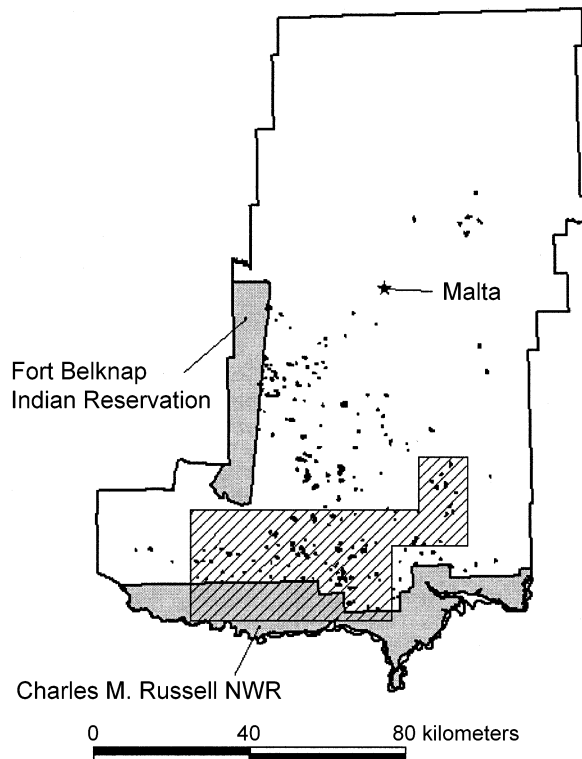 Malta
Fort Belknap
Indian Reservation
Charles M. Russell NWR
0 40 80 kilometers